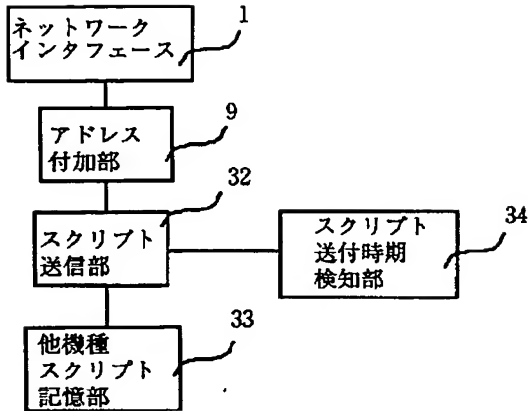 ネットワーク
インタフェース
1
アドレス
付加部
9
スクリプト
送信部
32
スクリプト
送付時期
検知部
34
他機種
スクリプト
記憶部
33